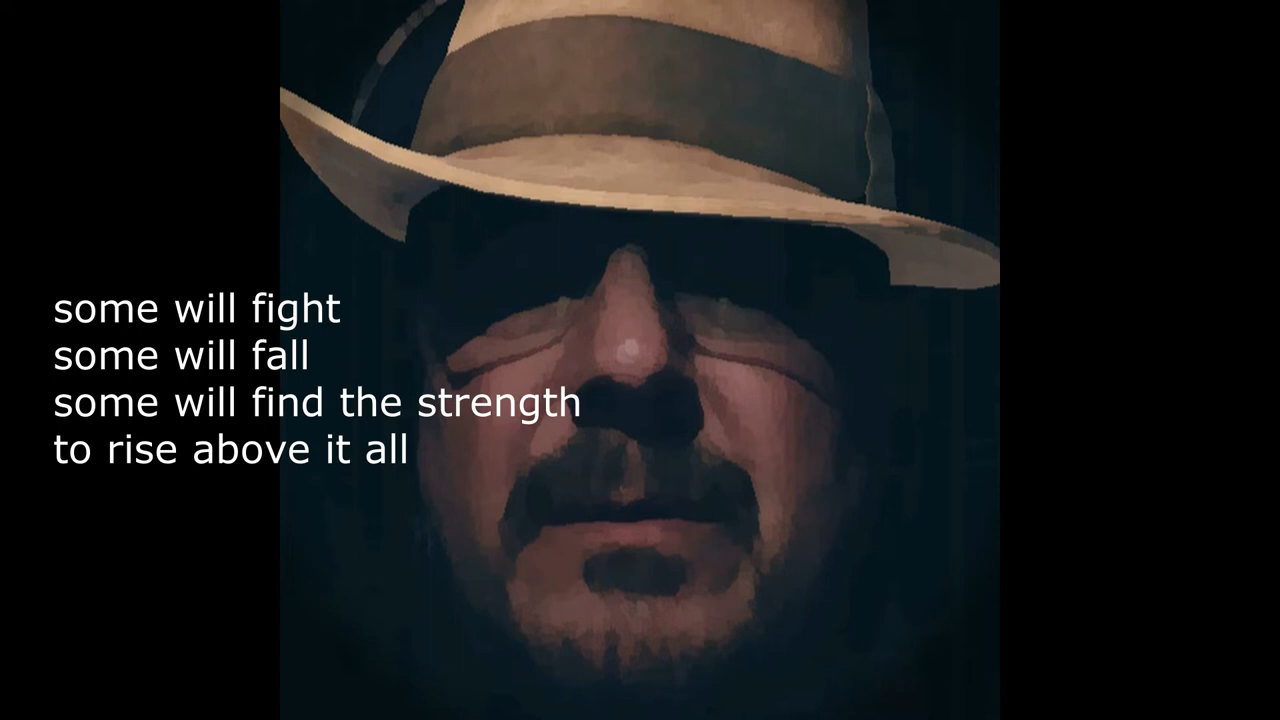 some will fight
some will fall
some will find the strength
to rise above it all